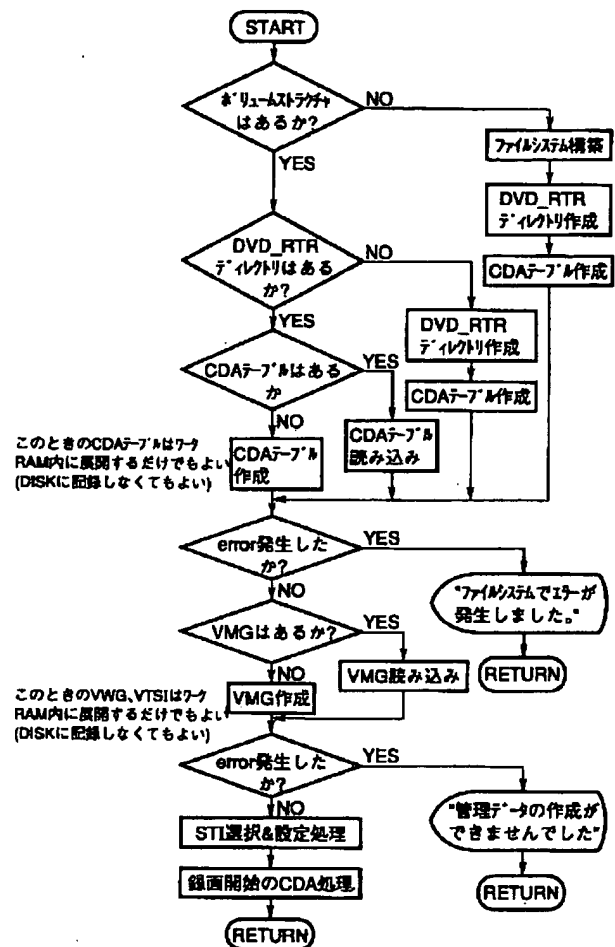 START
ボリュームストラクチャ
はあるか?
NO
YES
ファイルシステム構築
DVD_RTR
ディレクトリ作成
CDAテーブル作成
DVD_RTR
ディレクトリはある
か?
NO
YES
DVD_RTR
ディレクトリ作成
CDAテーブル作成
CDAテーブルはある
か
YES
NO
CDAテーブル
読み込み
このときのCDAテーブルはワータ
RAM内に展開するだけでもよい
(DISKに記録しなくてもよい)
CDAテーブル
作成
error発生した
か?
YES
NO
"ファイルシステムでエラーが
発生しました。"
RETURN
VMGはあるか?
YES
NO
VMG読み込み
このときのVWG、VTSIはワーク
RAM内に展開するだけでもよい
(DISKに記録しなくてもよい)
VMG作成
error発生した
か?
YES
NO
"管理データの作成が
できませんでした"
RETURN
STI選択&設定処理
録画開始のCDA処理
RETURN